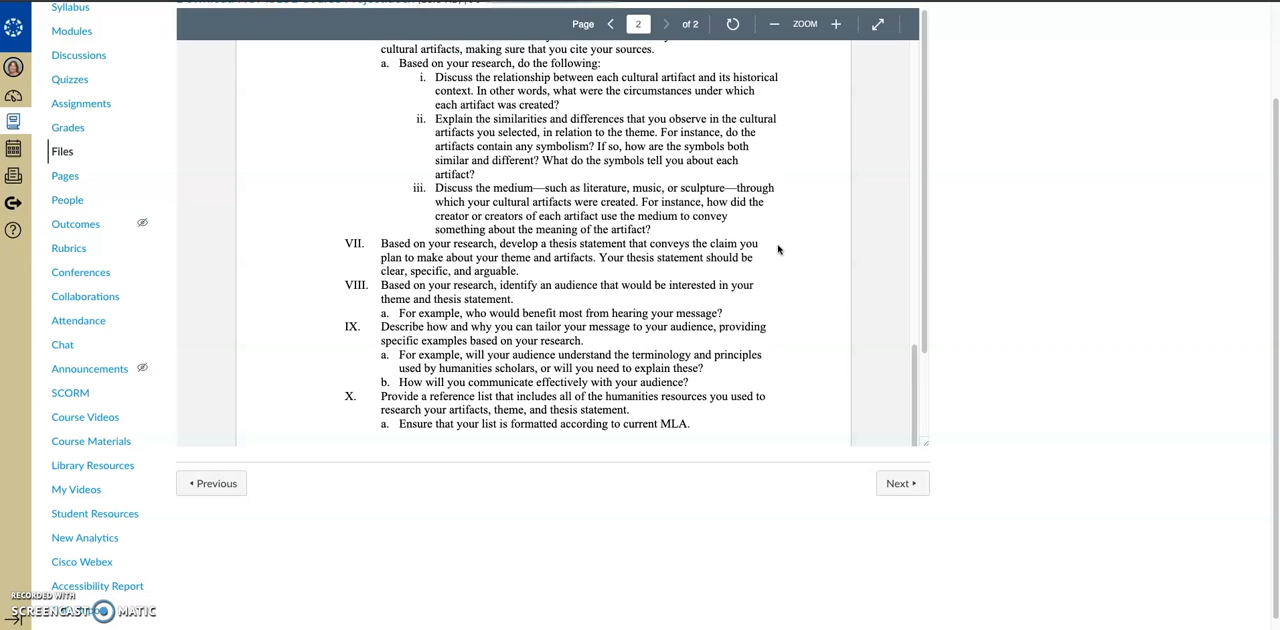 Syllabus
Modules
Discussions
Quizzes
Assignments
Grades
Files
Pages
People
Outcomes
Rubrics
Conferences
Collaborations
Attendance
Chat
Announcements
SCORM
Course Videos
Course Materials
Library Resources
My Videos
Student Resources
New Analytics
Cisco Webex
Accessibility Report
RECORDED WITH
SCREENCAST MATIC
Page 2 of 2 ZOOM
cultural artifacts, making sure that you cite your sources.
a. Based on your research, do the following:
i. Discuss the relationship between each cultural artifact and its historical
context. In other words, what were the circumstances under which
each artifact was created?
ii. Explain the similarities and differences that you observe in the cultural
artifacts you selected, in relation to the theme. For instance, do the
artifacts contain any symbolism? If so, how are the symbols both
similar and different? What do the symbols tell you about each
artifact?
iii. Discuss the medium—such as literature, music, or sculpture—through
which your cultural artifacts were created. For instance, how did the
creator or creators of each artifact use the medium to convey
something about the meaning of the artifact?
VII. Based on your research, develop a thesis statement that conveys the claim you
plan to make about your theme and artifacts. Your thesis statement should be
clear, specific, and arguable.
VIII. Based on your research, identify an audience that would be interested in your
theme and thesis statement.
a. For example, who would benefit most from hearing your message?
IX. Describe how and why you can tailor your message to your audience, providing
specific examples based on your research.
a. For example, will your audience understand the terminology and principles
used by humanities scholars, or will you need to explain these?
b. How will you communicate effectively with your audience?
X. Provide a reference list that includes all of the humanities resources you used to
research your artifacts, theme, and thesis statement.
a. Ensure that your list is formatted according to current MLA.
Previous
Next